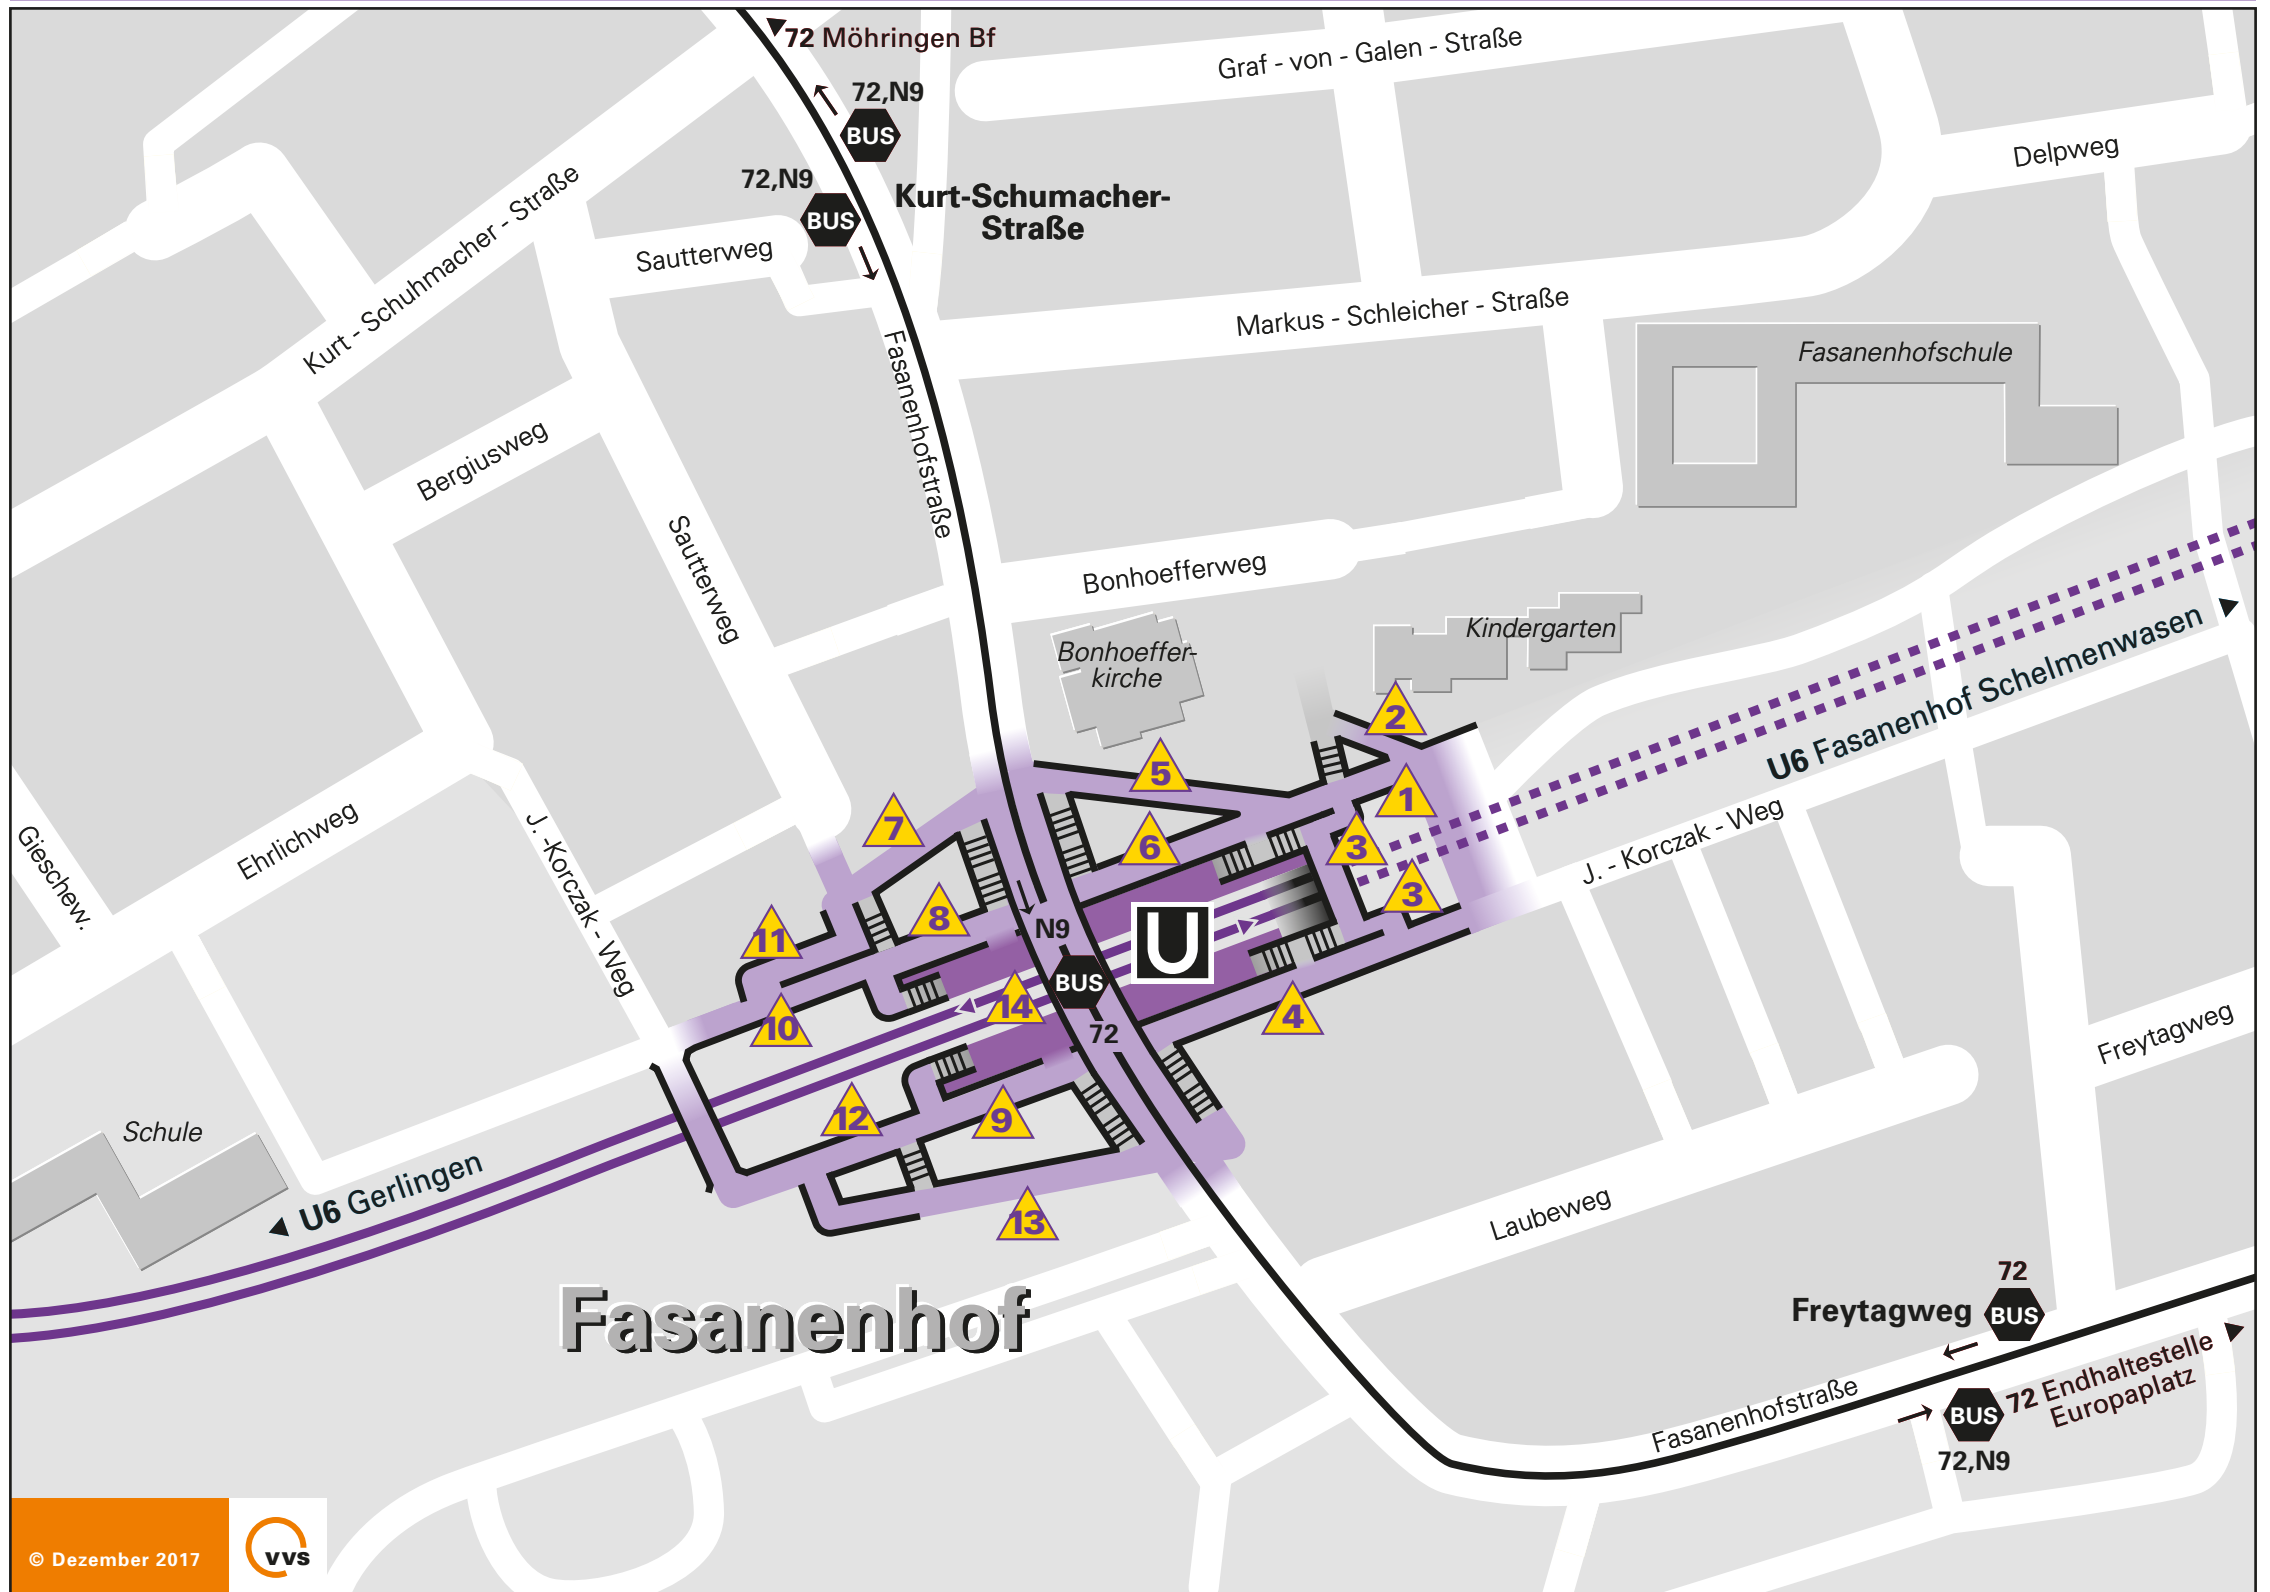 72 Möhringen Bf
72,N9
BUS
72,N9
BUS
Kurt-Schumacher-
Straße
Graf - von - Galen - Straße
Delpweg
Kurt - Schuhmacher - Straße
Sautterweg
Markus - Schleicher - Straße
Fasanenhofschule
Fasanenhofstraße
Bergiusweg
Sautterweg
Bonhoefferweg
Bonhoeffer-
kirche
Kindergarten
U6 Fasanenhof Schelmenwasen
2
5
1
7
6
3
3
J. - Korczak - Weg
Gieschew.
Ehrlichweg
J. -Korczak - Weg
8
11
N9
U
BUS
14
10
4
72
12
9
Freytagweg
Schule
U6 Gerlingen
13
Laubeweg
Fasanenhof
72
Freytagweg
BUS
Fasanenhofstraße
BUS
72 Endhaltestelle
Europaplatz
72,N9
© Dezember 2017
vvs